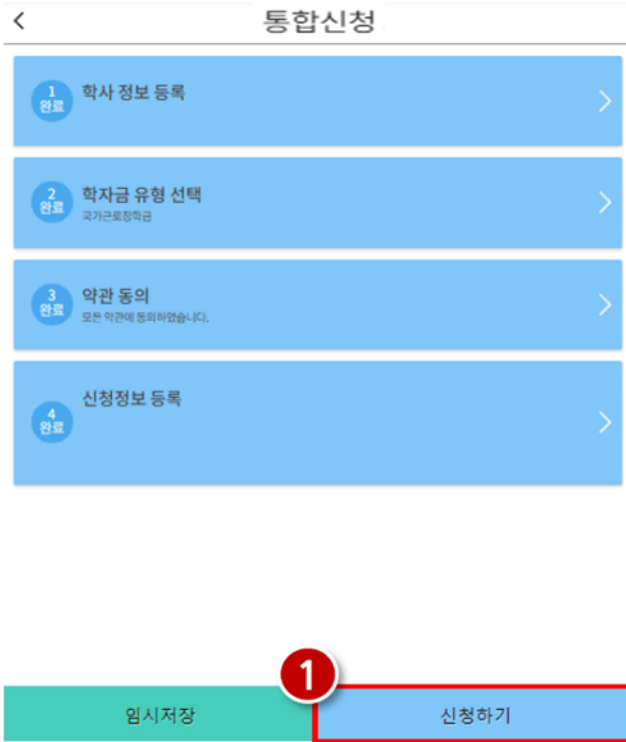 통합신청
1
완료
학사 정보 등록
2
완료
학자금 유형 선택
국가근로장학금
3
완료
약관 동의
모든 약관에 동의하였습니다.
4
완료
신청정보 등록
1
임시저장
신청하기